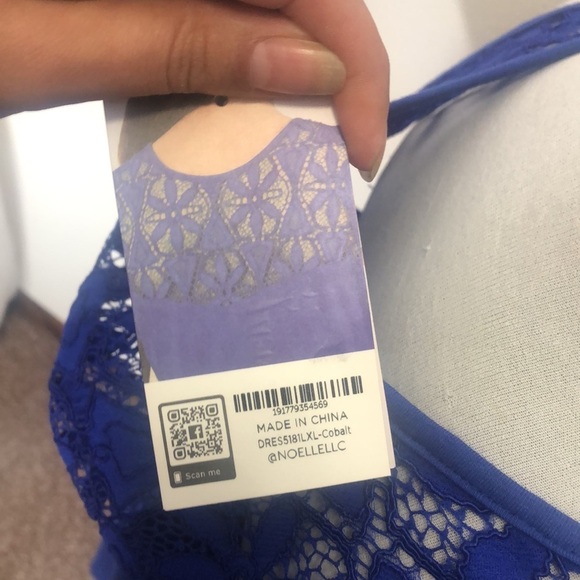 191779354569
MADE IN CHINA
DRES5181LXL-Cobalt
@NOELLELLC
Scan me